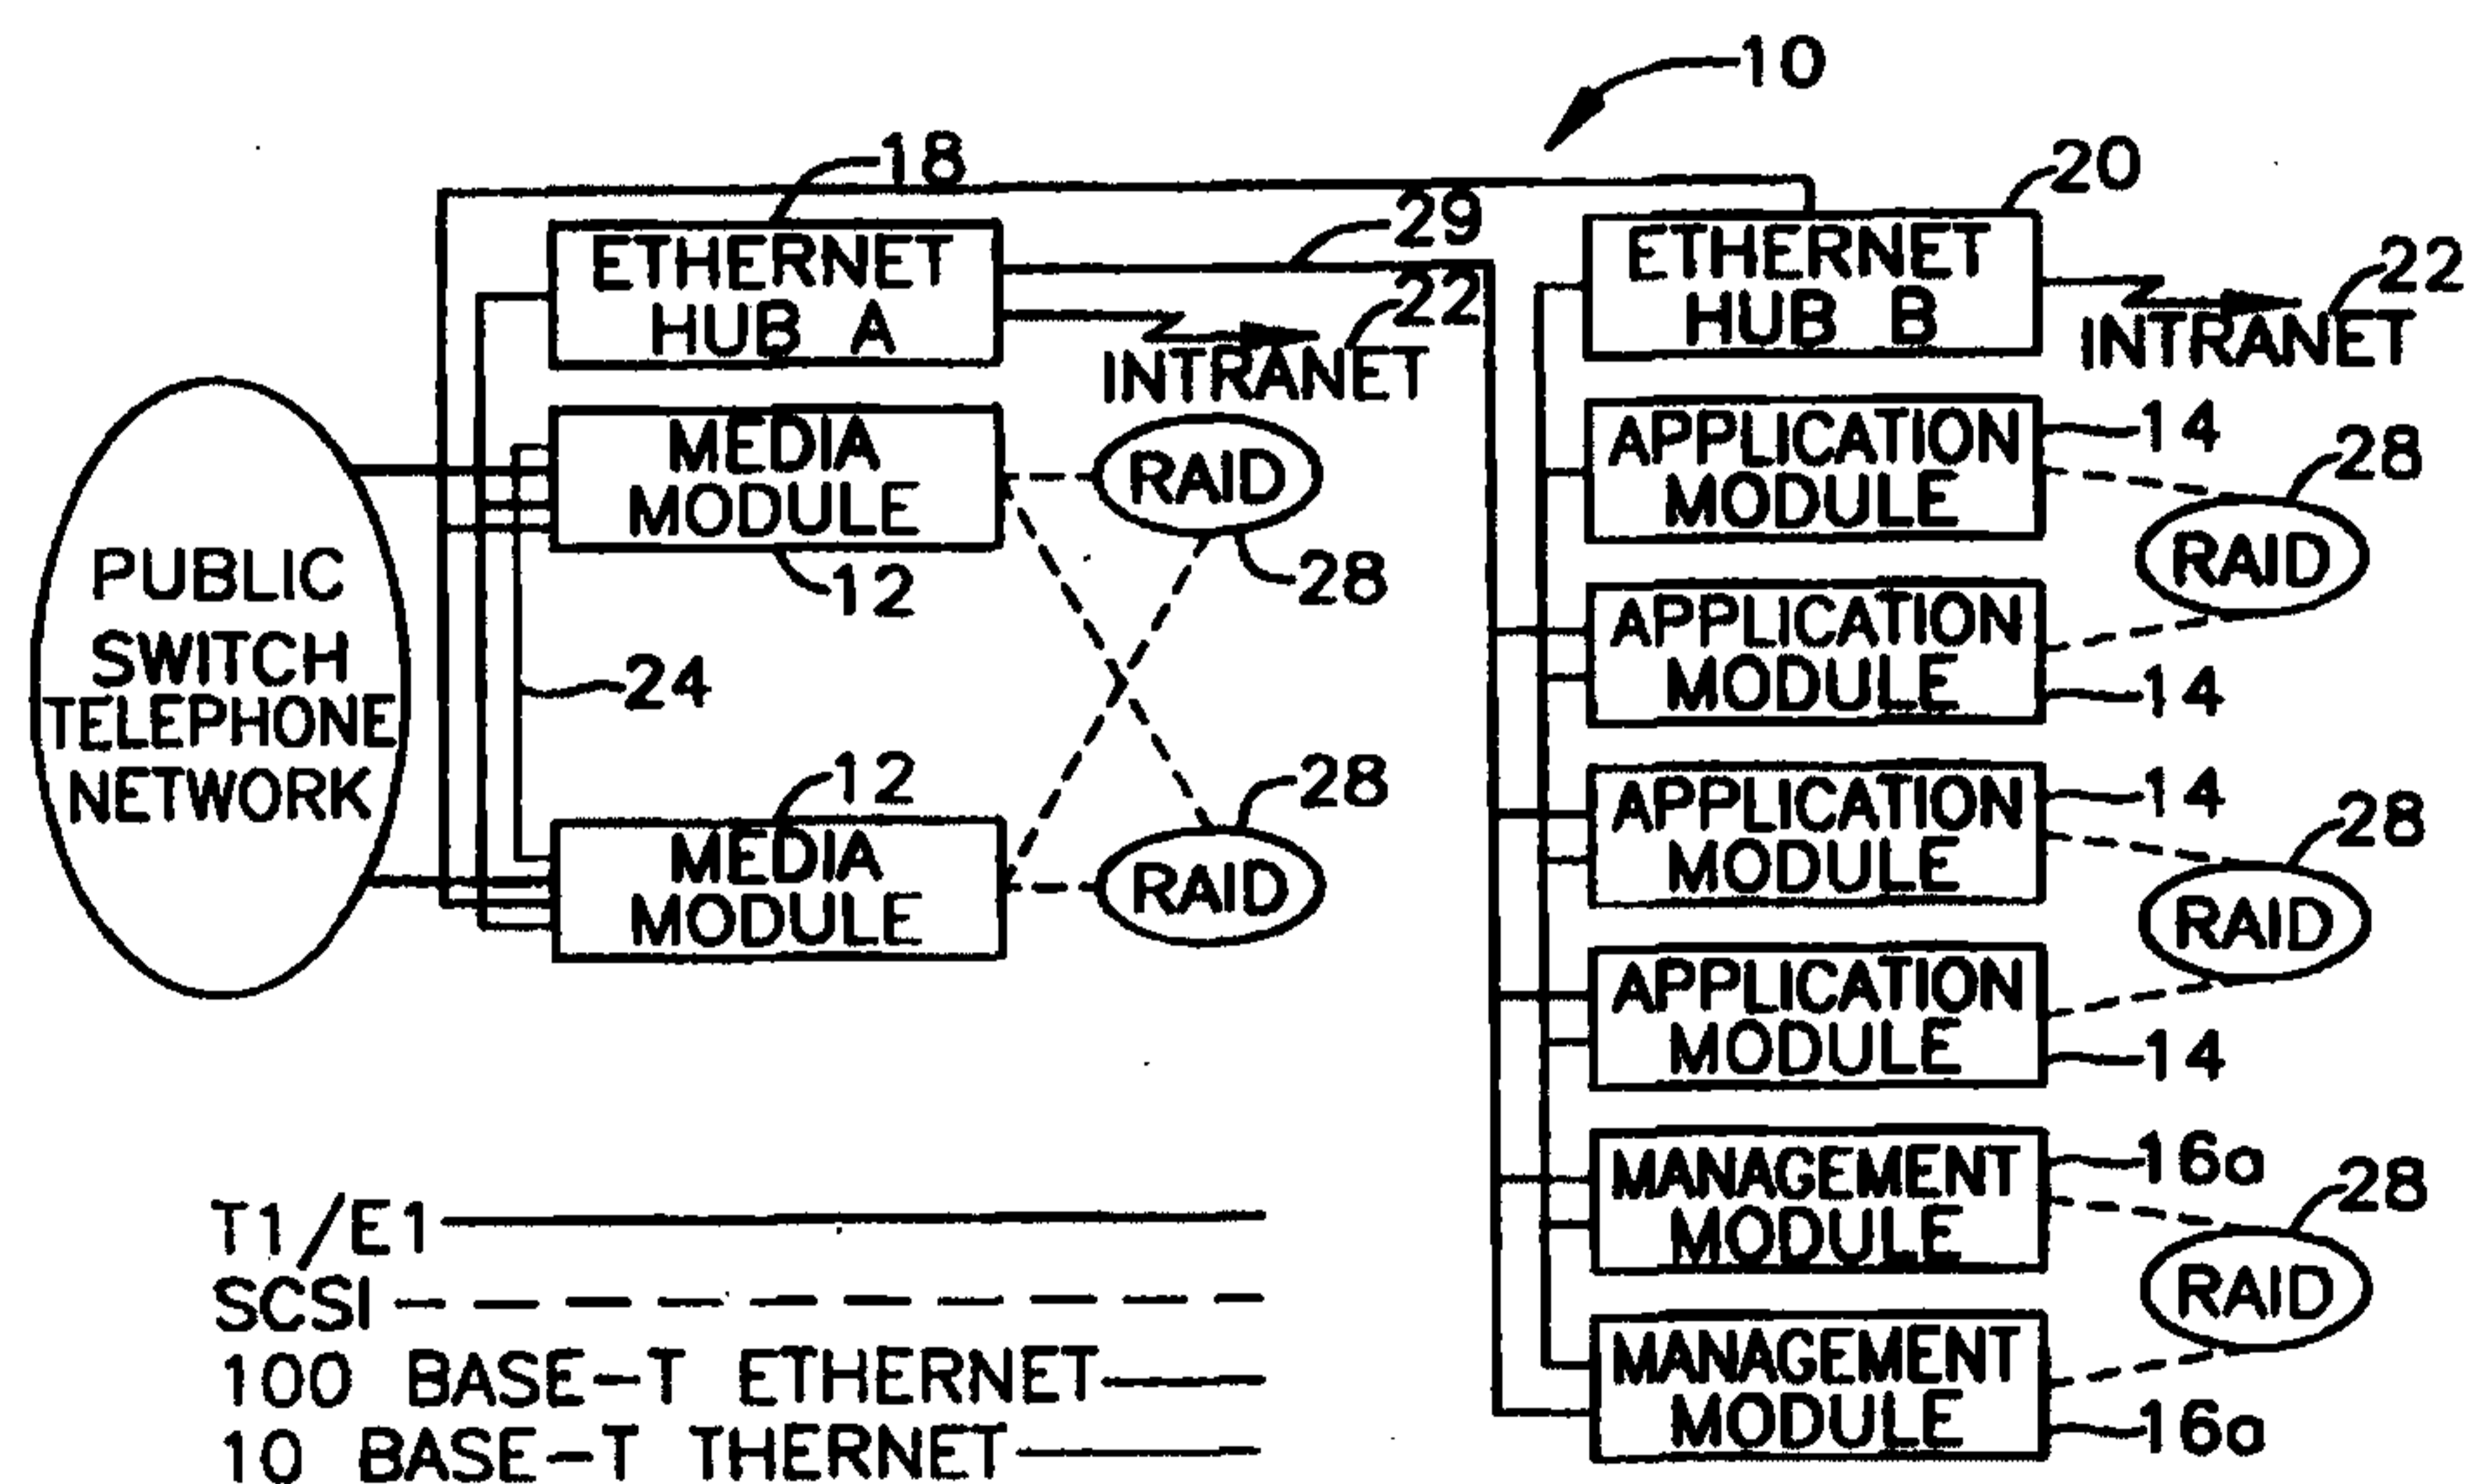 10
18
20
29
ETHERNET
HUB A
22
INTRANET
ETHERNET
HUB B
22
INTRANET
PUBLIC
SWITCH
TELEPHONE
NETWORK
MEDIA
MODULE
12
RAID
28
24
12
MEDIA
MODULE
28
RAID
APPLICATION
MODULE
14
28
RAID
APPLICATION
MODULE
14
APPLICATION
MODULE
14
28
RAID
APPLICATION
MODULE
14
MANAGEMENT
MODULE
16a
28
RAID
MANAGEMENT
MODULE
16a
T1/E1
SCSI
100 BASE-T ETHERNET
10 BASE-T THERNET